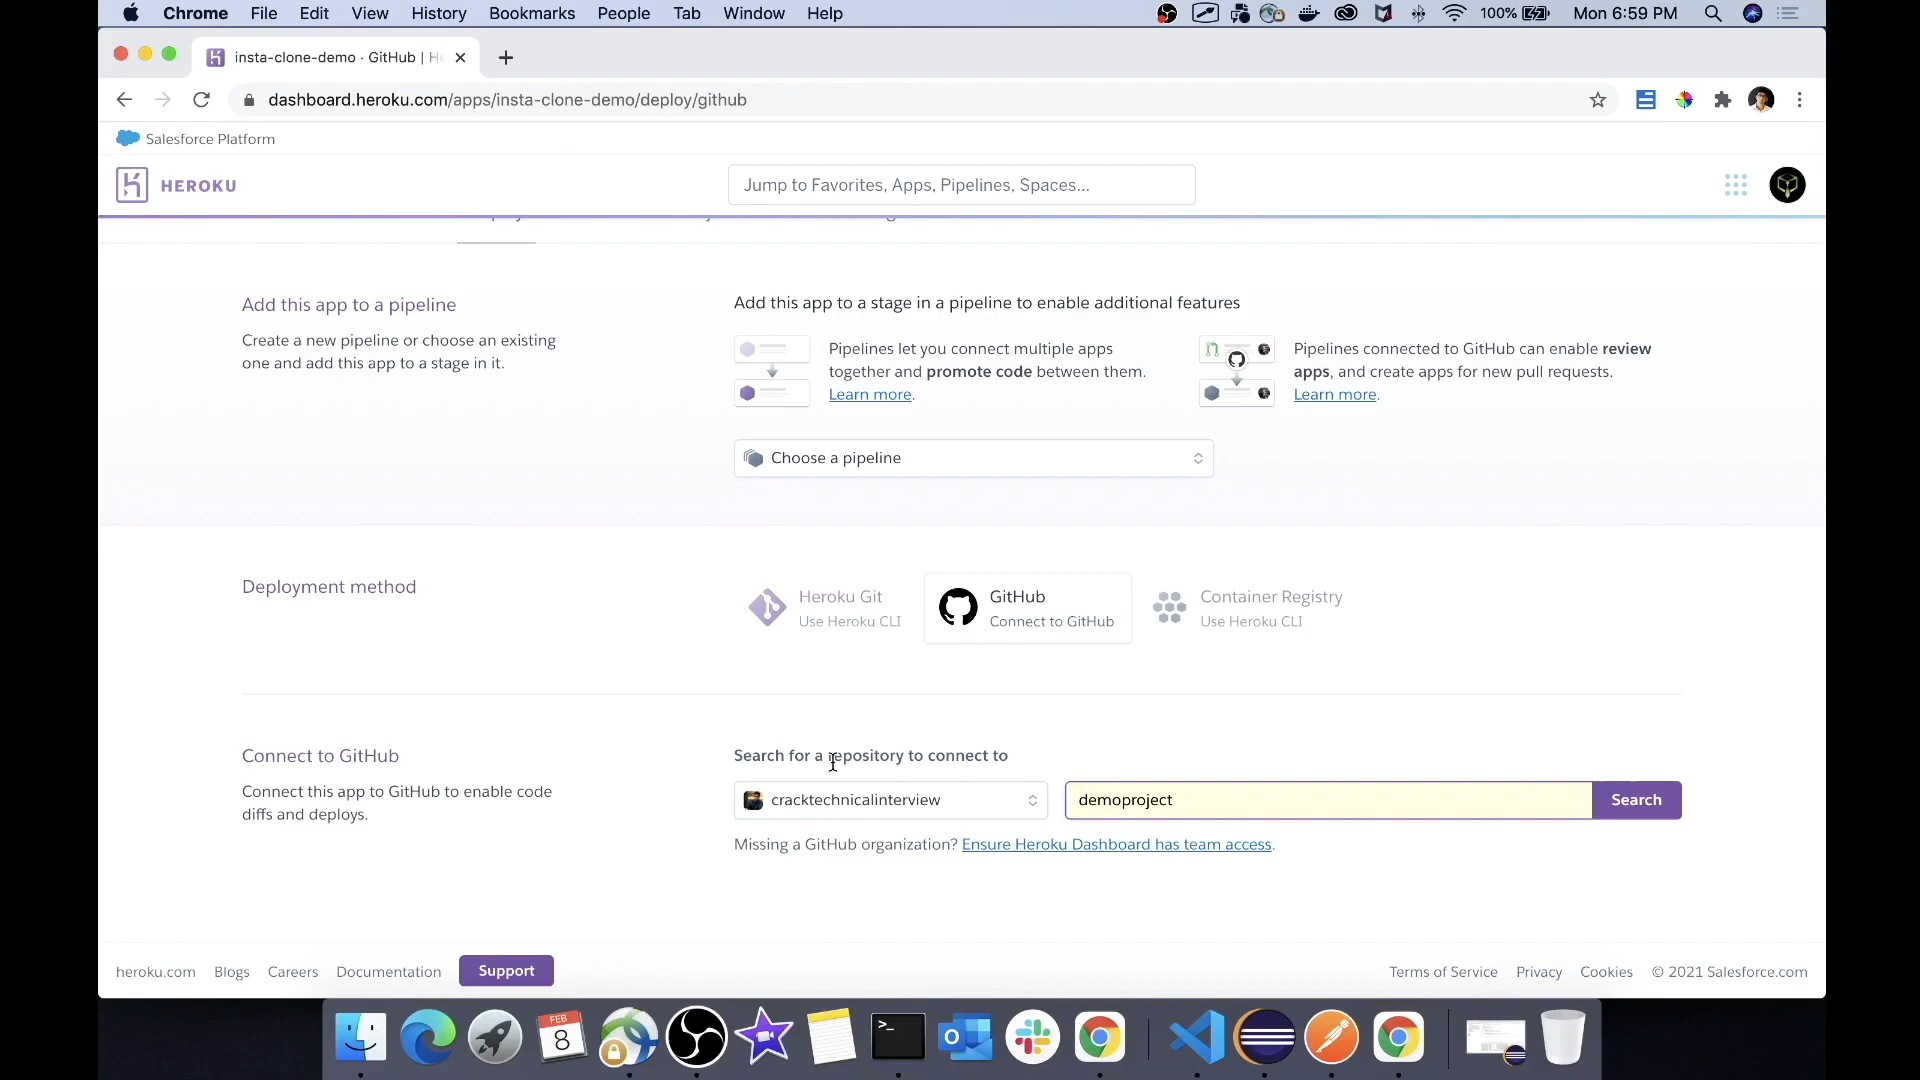 Chrome File Edit View History Bookmarks People Tab Window Help 100% Mon 6:59 PM
insta-clone-demo · GitHub | He
dashboard.heroku.com/apps/insta-clone-demo/deploy/github
Salesforce Platform
HEROKU
Jump to Favorites, Apps, Pipelines, Spaces...
Add this app to a pipeline
Create a new pipeline or choose an existing
one and add this app to a stage in it.
Add this app to a stage in a pipeline to enable additional features
Pipelines let you connect multiple apps
together and promote code between them.
Learn more.
Pipelines connected to GitHub can enable review
apps, and create apps for new pull requests.
Learn more.
Choose a pipeline
Deployment method
Heroku Git
Use Heroku CLI
GitHub
Connect to GitHub
Container Registry
Use Heroku CLI
Connect to GitHub
Connect this app to GitHub to enable code
diffs and deploys.
Search for a repository to connect to
cracktechnicalinterview
demoproject
Search
Missing a GitHub organization? Ensure Heroku Dashboard has team access.
heroku.com Blogs Careers Documentation Support
Terms of Service Privacy Cookies © 2021 Salesforce.com
FEB
8